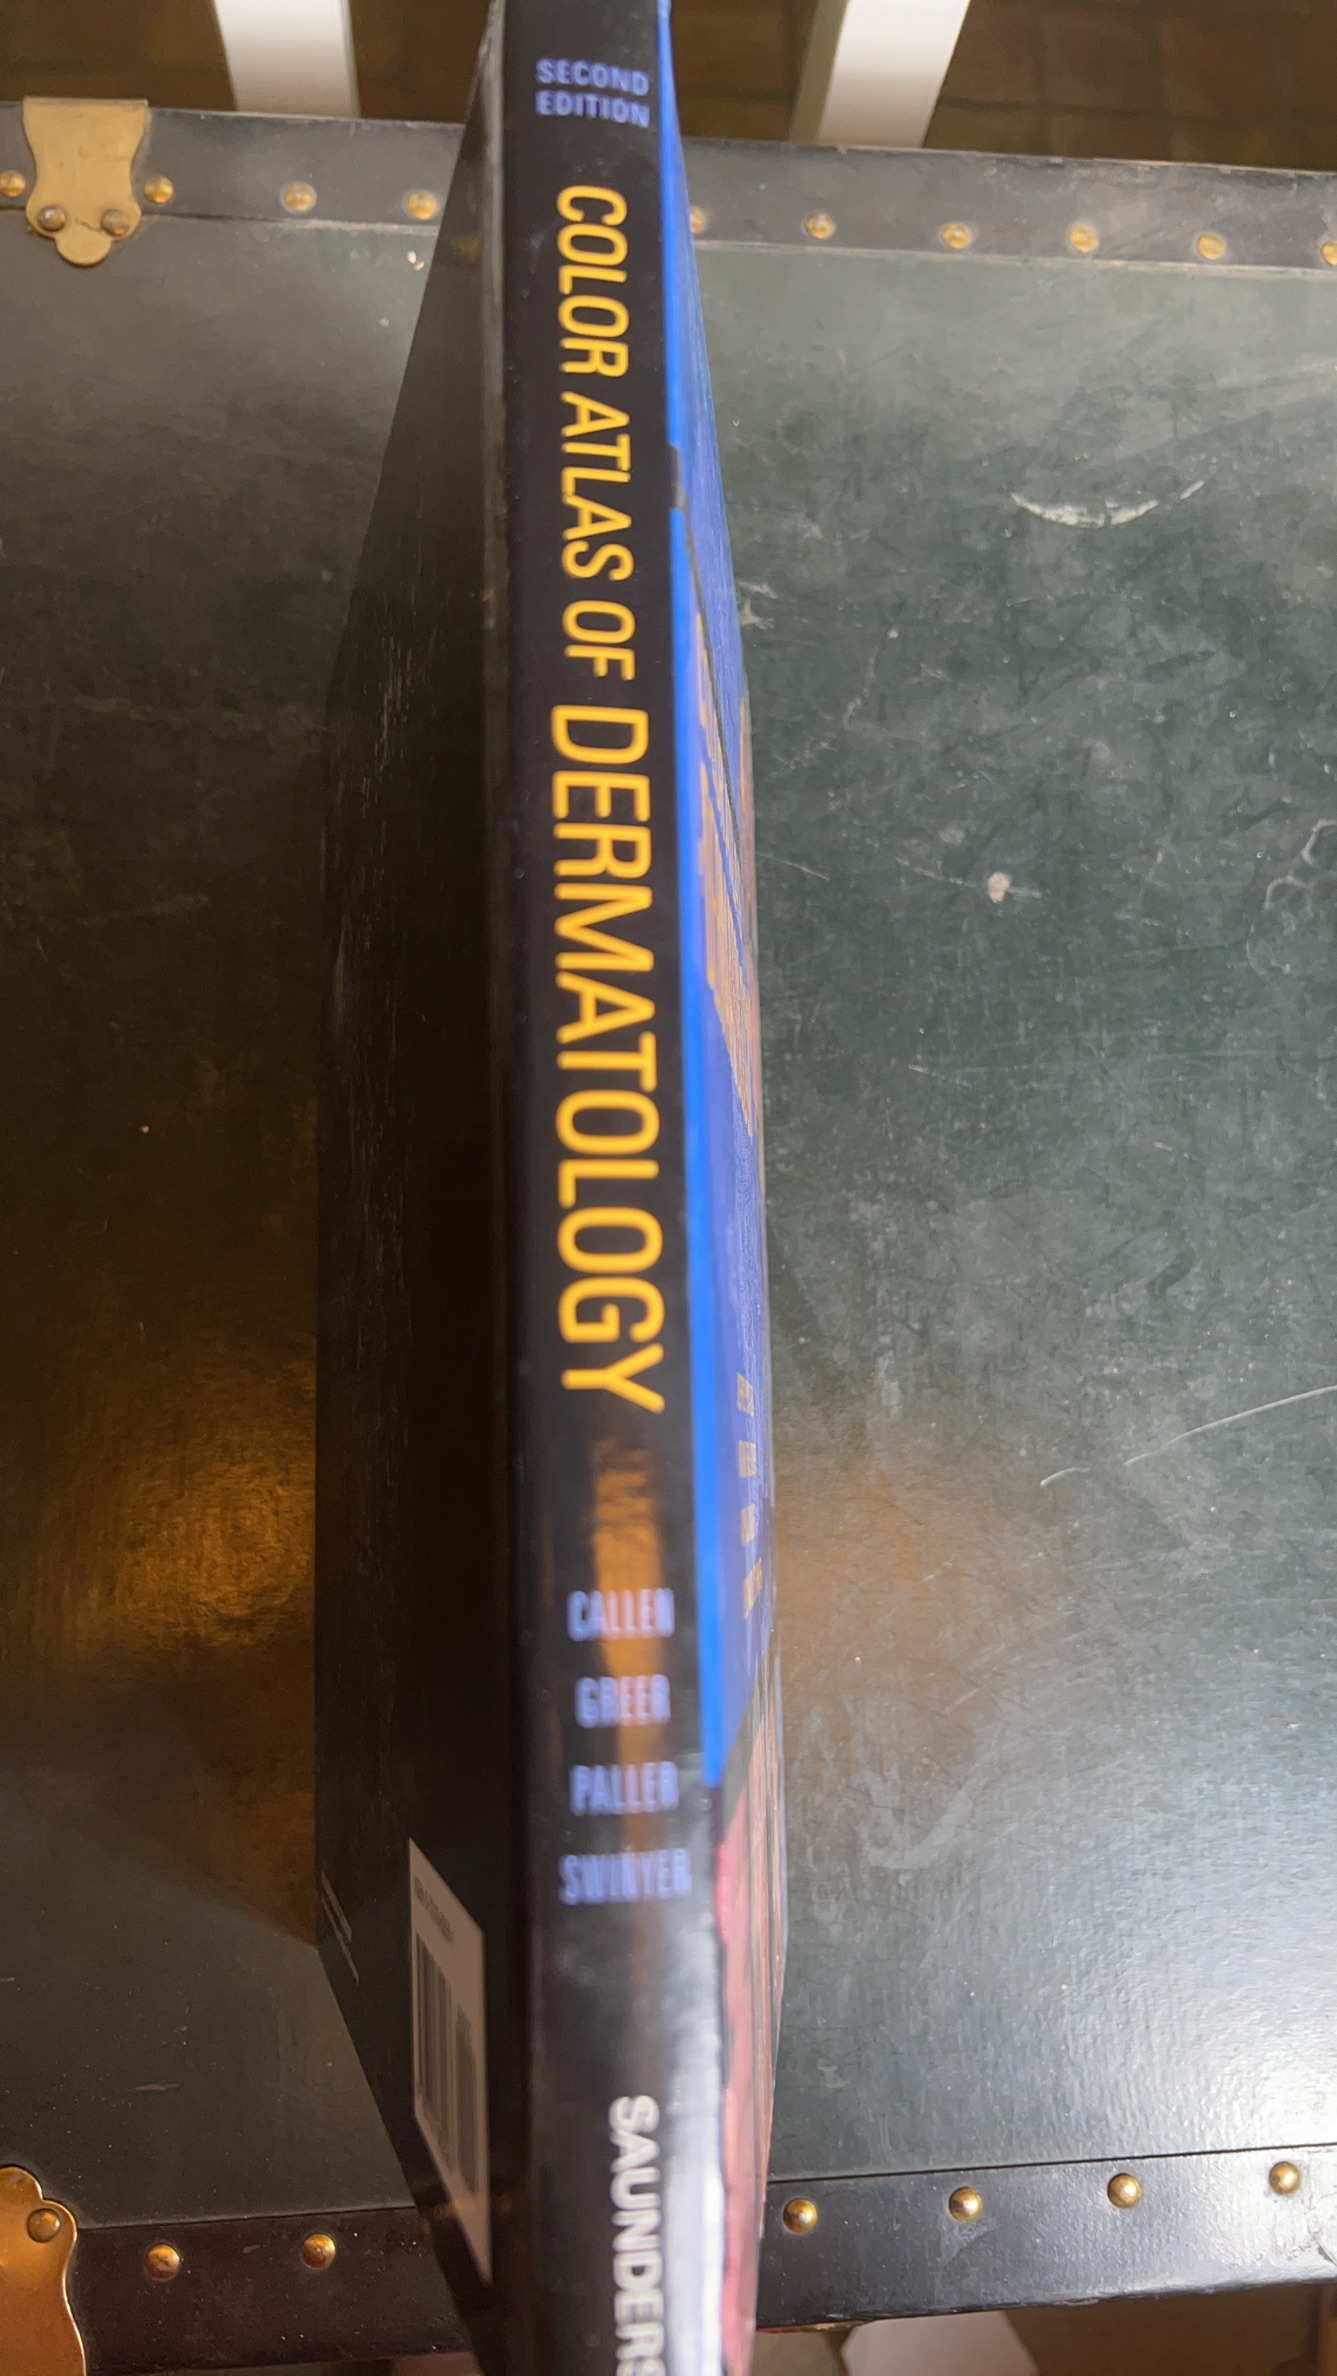 SECOND
EDITION
COLOR ATLAS OF DERMATOLOGY
CALLEN
GREER
PALLER
SWINYER
SAUNDERS